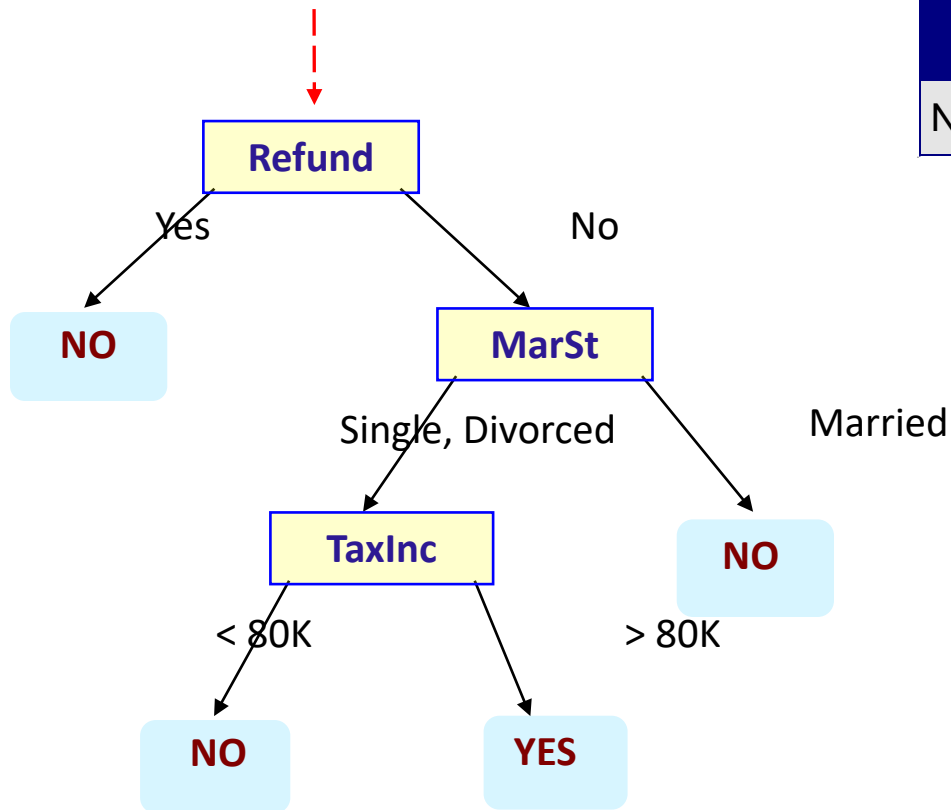 Refund
Yes
No
NO
MarSt
Single, Divorced
Married
TaxInc
NO
< 80K
> 80K
NO
YES